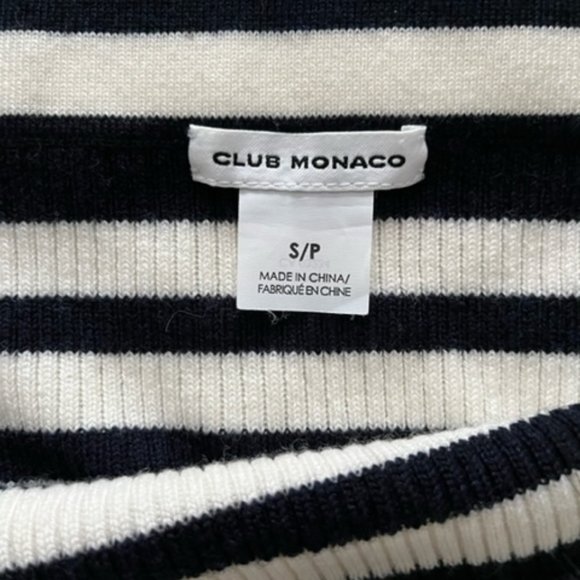 CLUB MONACO
S/P
MADE IN CHINA/
FABRIQUÉ EN CHINE